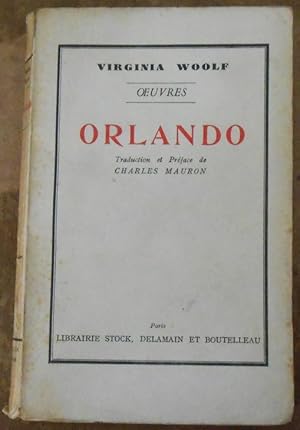 VIRGINIA WOOLF
ŒUVRES
ORLANDO
Traduction et Préface de
CHARLES MAURON
Paris
LIBRAIRIE STOCK, DELAMAIN ET BOUTELLEAU